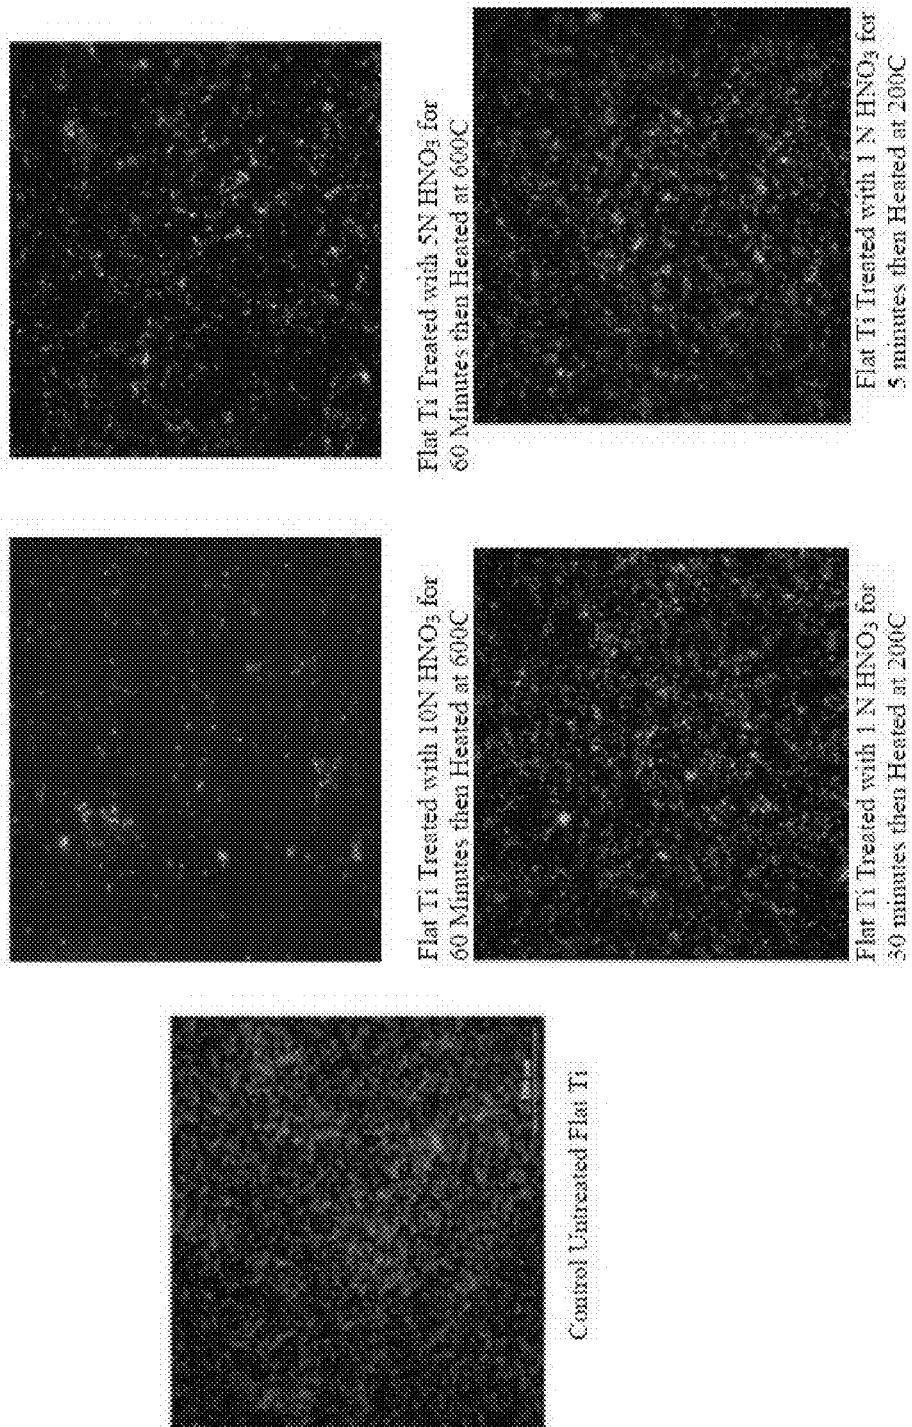 Flat Ti Treated with 10N HNO3 for
60 Minutes then Heated at 600C
Flat Ti Treated with 5N HNO3 for
60 Minutes then Heated at 600C
Control Untreated Flat Ti
Flat Ti Treated with 1 N HNO3 for
30 minutes then Heated at 200C
Flat Ti Treated with 1 N HNO3 for
5 minutes then Heated at 200C